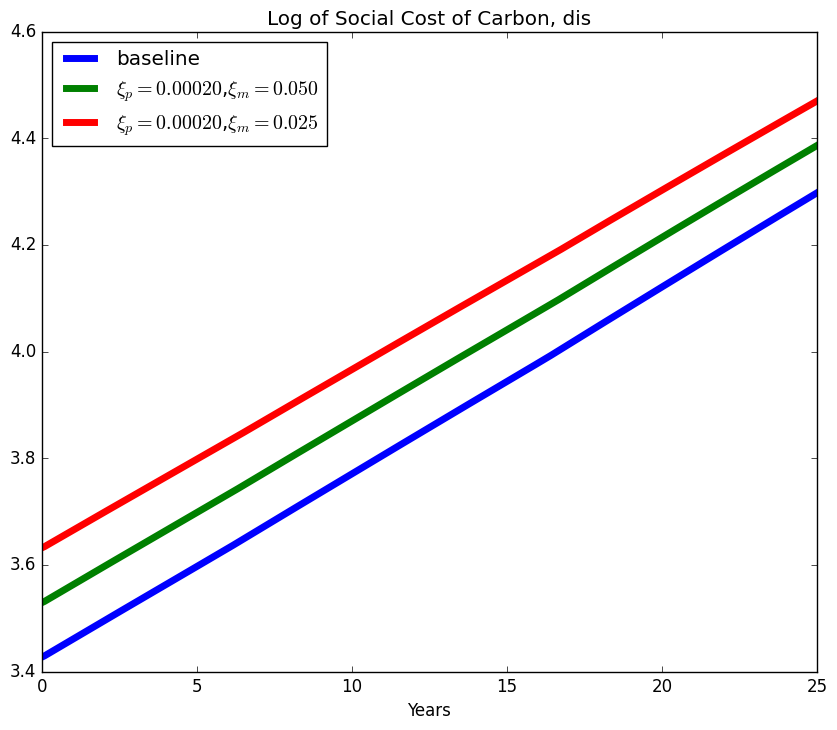 Log of Social Cost of Carbon, dis
4.6
4.4
4.2
4.0
3.8
3.6
3.4
baseline
ξₚ = 0.00020,ξₘ = 0.050
ξₚ = 0.00020,ξₘ = 0.025
0 5 10 15 20 25
Years